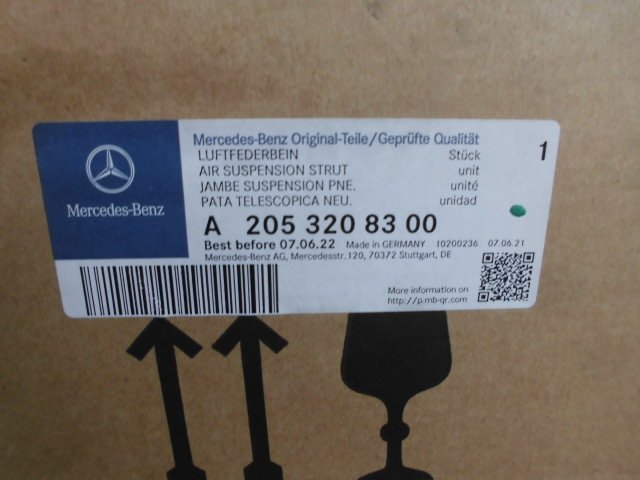 Mercedes-Benz Original-Teile/Geprüfte Qualität
LUFTFEDERBEIN Stück 1
AIR SUSPENSION STRUT unit
JAMBE SUSPENSION PNE. unité
PATA TELESCOPICA NEU. unidad
Mercedes-Benz
A 205 320 83 00
Best before 07.06.22 Made in GERMANY 10200236 07.06.21
Mercedes-Benz AG, Mercedesstr. 120, 70372 Stuttgart, DE
More information on
http://p.mb-qr.com